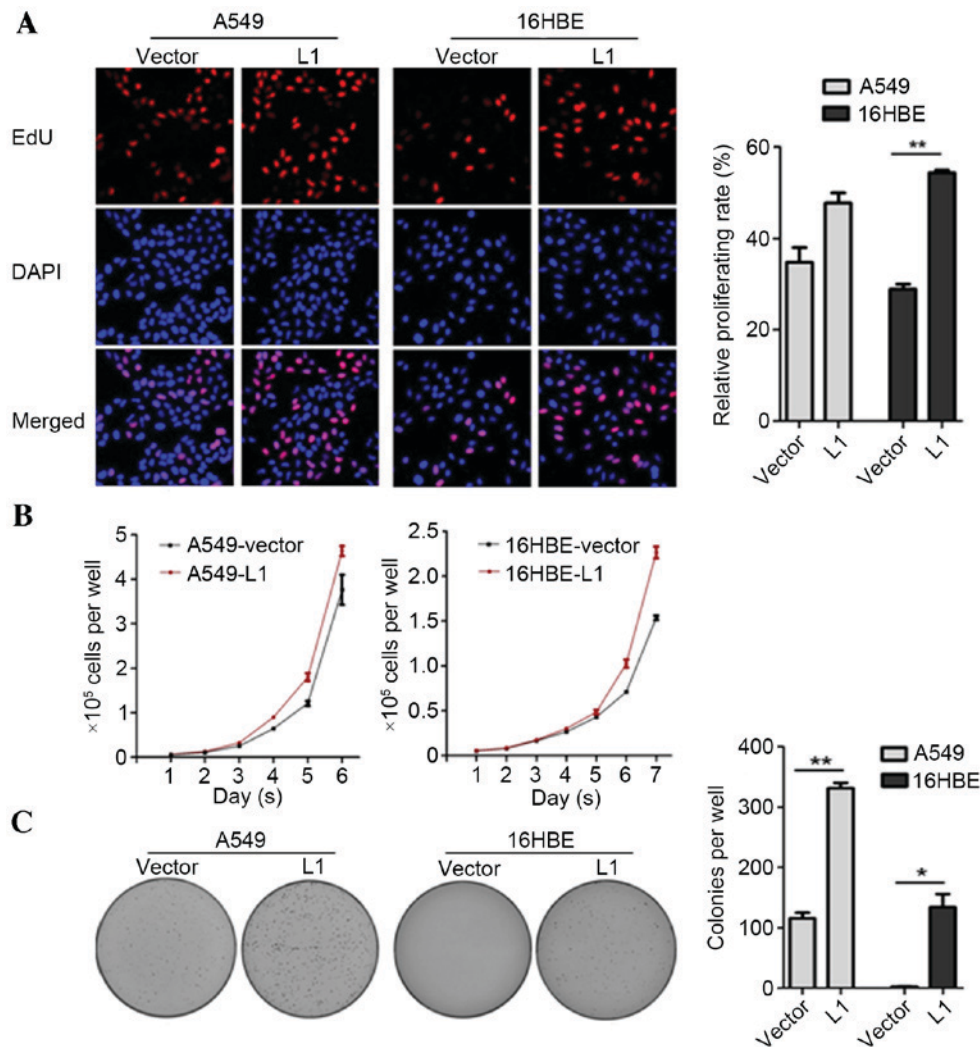 A
A549
16HBE
Vector
L1
Vector
L1
EdU
DAPI
Merged
A549
16HBE
Relative proliferating rate (%)
60
40
20
0
**
Vector
L1
Vector
L1
B
×10⁵ cells per well
5
4
3
2
1
0
A549-vector
A549-L1
1 2 3 4 5 6
Day (s)
×10⁵ cells per well
2.5
2.0
1.5
1.0
0.5
0
16HBE-vector
16HBE-L1
1 2 3 4 5 6 7
Day (s)
C
A549
16HBE
Vector
L1
Vector
L1
A549
16HBE
Colonies per well
400
300
200
100
0
**
*
Vector
L1
Vector
L1